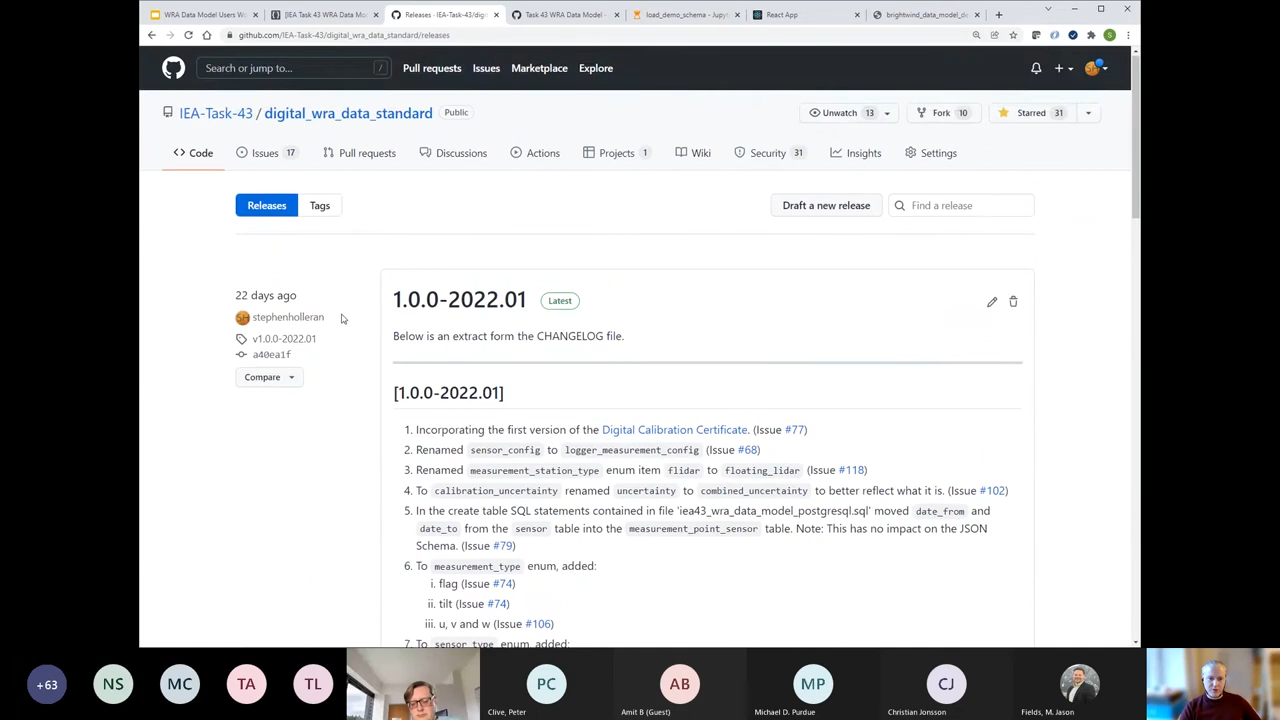 WRA Data Model Users Wo
[IEA Task 43 WRA Data Mo
Releases · IEA-Task-43/digi
Task 43 WRA Data Model -
load_demo_schema - Jupyt
React App
brightwind_data_model_de
github.com/IEA-Task-43/digital_wra_data_standard/releases
Search or jump to... /
Pull requests Issues Marketplace Explore
IEA-Task-43 / digital_wra_data_standard Public
Unwatch 13 Fork 10 Starred 31
Code Issues 17 Pull requests Discussions Actions Projects 1 Wiki Security 31 Insights Settings
Releases Tags Draft a new release Find a release
22 days ago
stephenholleran
v1.0.0-2022.01
a40ea1f
Compare
1.0.0-2022.01 Latest
Below is an extract form the CHANGELOG file.
[1.0.0-2022.01]
1. Incorporating the first version of the Digital Calibration Certificate. (Issue #77)
2. Renamed sensor_config to logger_measurement_config (Issue #68)
3. Renamed measurement_station_type enum item flidar to floating_lidar (Issue #118)
4. To calibration_uncertainty renamed uncertainty to combined_uncertainty to better reflect what it is. (Issue #102)
5. In the create table SQL statements contained in file 'iea43_wra_data_model_postgresql.sql' moved date_from and
date_to from the sensor table into the measurement_point_sensor table. Note: This has no impact on the JSON
Schema. (Issue #79)
6. To measurement_type enum, added:
i. flag (Issue #74)
ii. tilt (Issue #74)
iii. u, v and w (Issue #106)
7. To sensor_type enum, added:
+63 NS MC TA TL PC AB MP CJ
Clive, Peter Amit B (Guest) Michael D. Purdue Christian Jonsson Fields, M. Jason